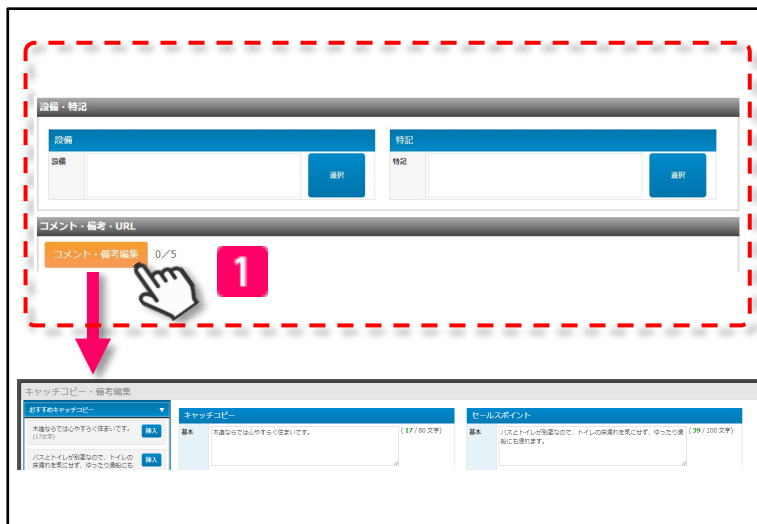 設備・特記
設備
特記
設備
選択
特記
選択
コメント・備考・URL
コメント・備考編集 0／5
1
キャッチコピー・備考編集
おすすめキャッチコピー ▼
木造ならではの心やすらぐ住まいです。
(17文字)
挿入
バスとトイレが別室なので、トイレの
床濡れを気にせず、ゆったり湯船にも
挿入
キャッチコピー
基本
木造ならではの心やすらぐ住まいです。
( 17 / 80 文字)
セールスポイント
基本
バスとトイレが別室なので、トイレの床濡れを気にせず、ゆったり湯
船にも浸れます。
( 39 / 100 文字)